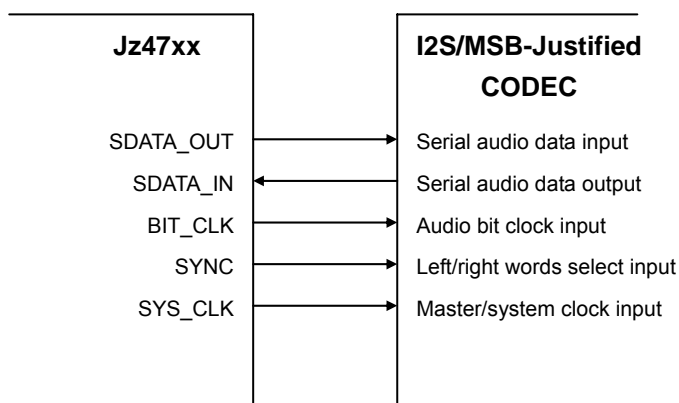 Jz47xx
I2S/MSB-Justified
CODEC
SDATA_OUT Serial audio data input
SDATA_IN Serial audio data output
BIT_CLK Audio bit clock input
SYNC Left/right words select input
SYS_CLK Master/system clock input